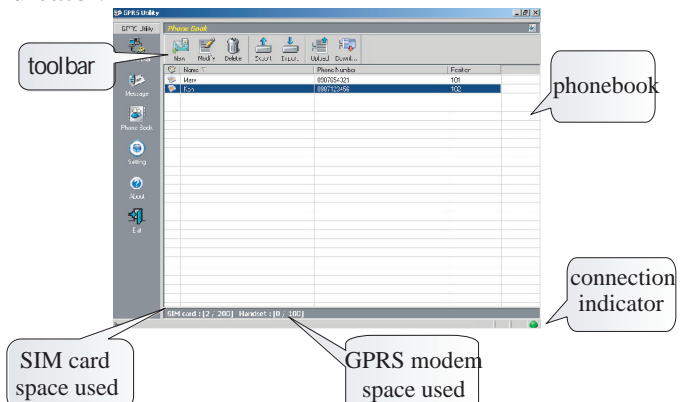 GPRS Utility
GPRS Utility Phone Book
New Modify Delete Export Import Upload Downl...
toolbar
Name Phone Number Position
Mary 0987654321 101
Ken 0987123456 102
phonebook
Message
Phone Book
Setting
About
Exit
connection
indicator
SIM card : [2 / 200] Handset : [0 / 100]
SIM card
space used
GPRS modem
space used